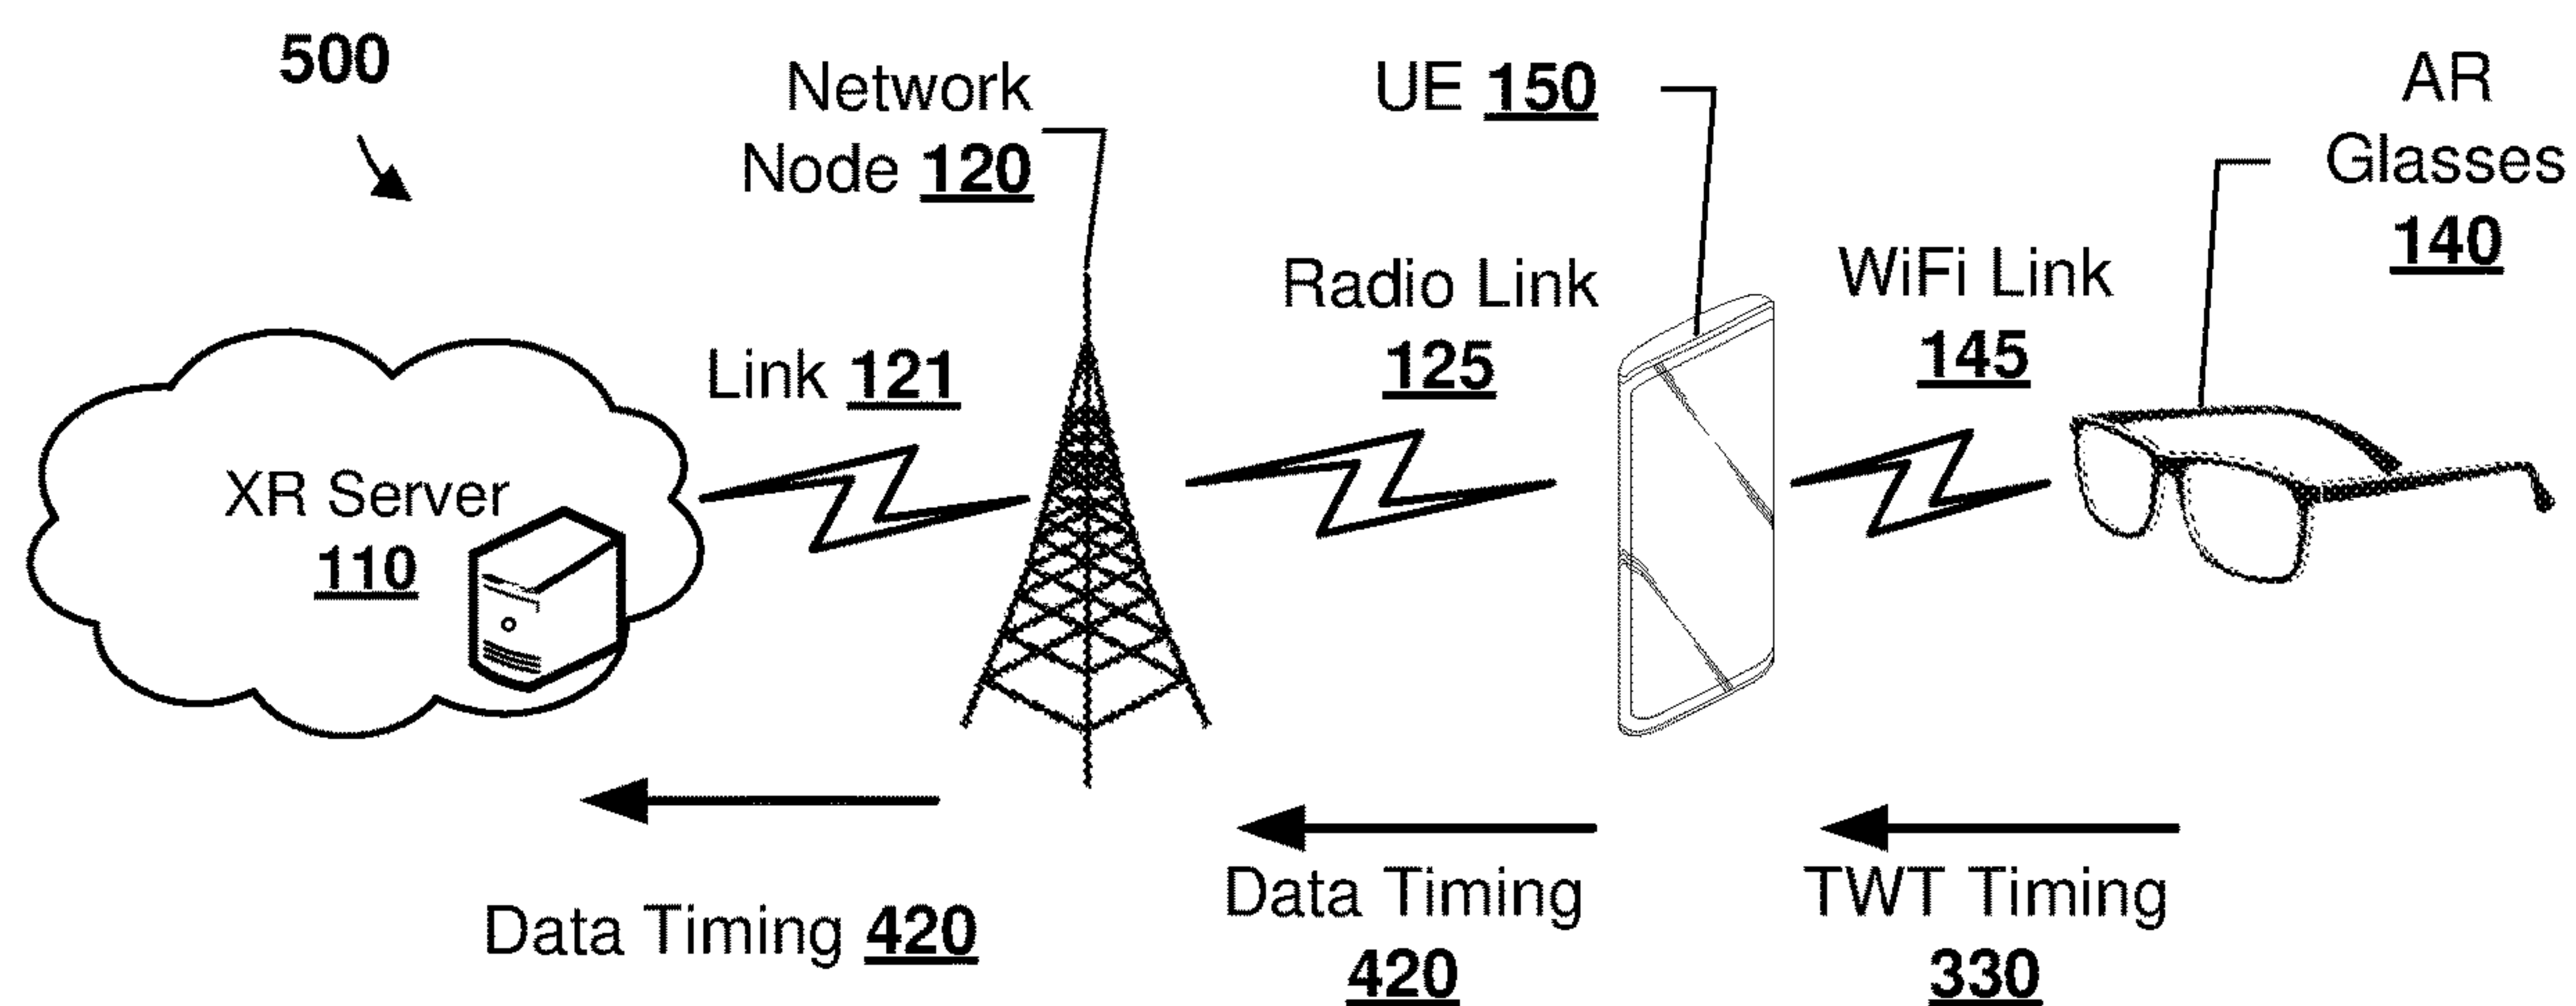 500
Network
Node 120
UE 150
AR
Glasses
140
Link 121
Radio Link
125
WiFi Link
145
XR Server
110
Data Timing 420
Data Timing
420
TWT Timing
330